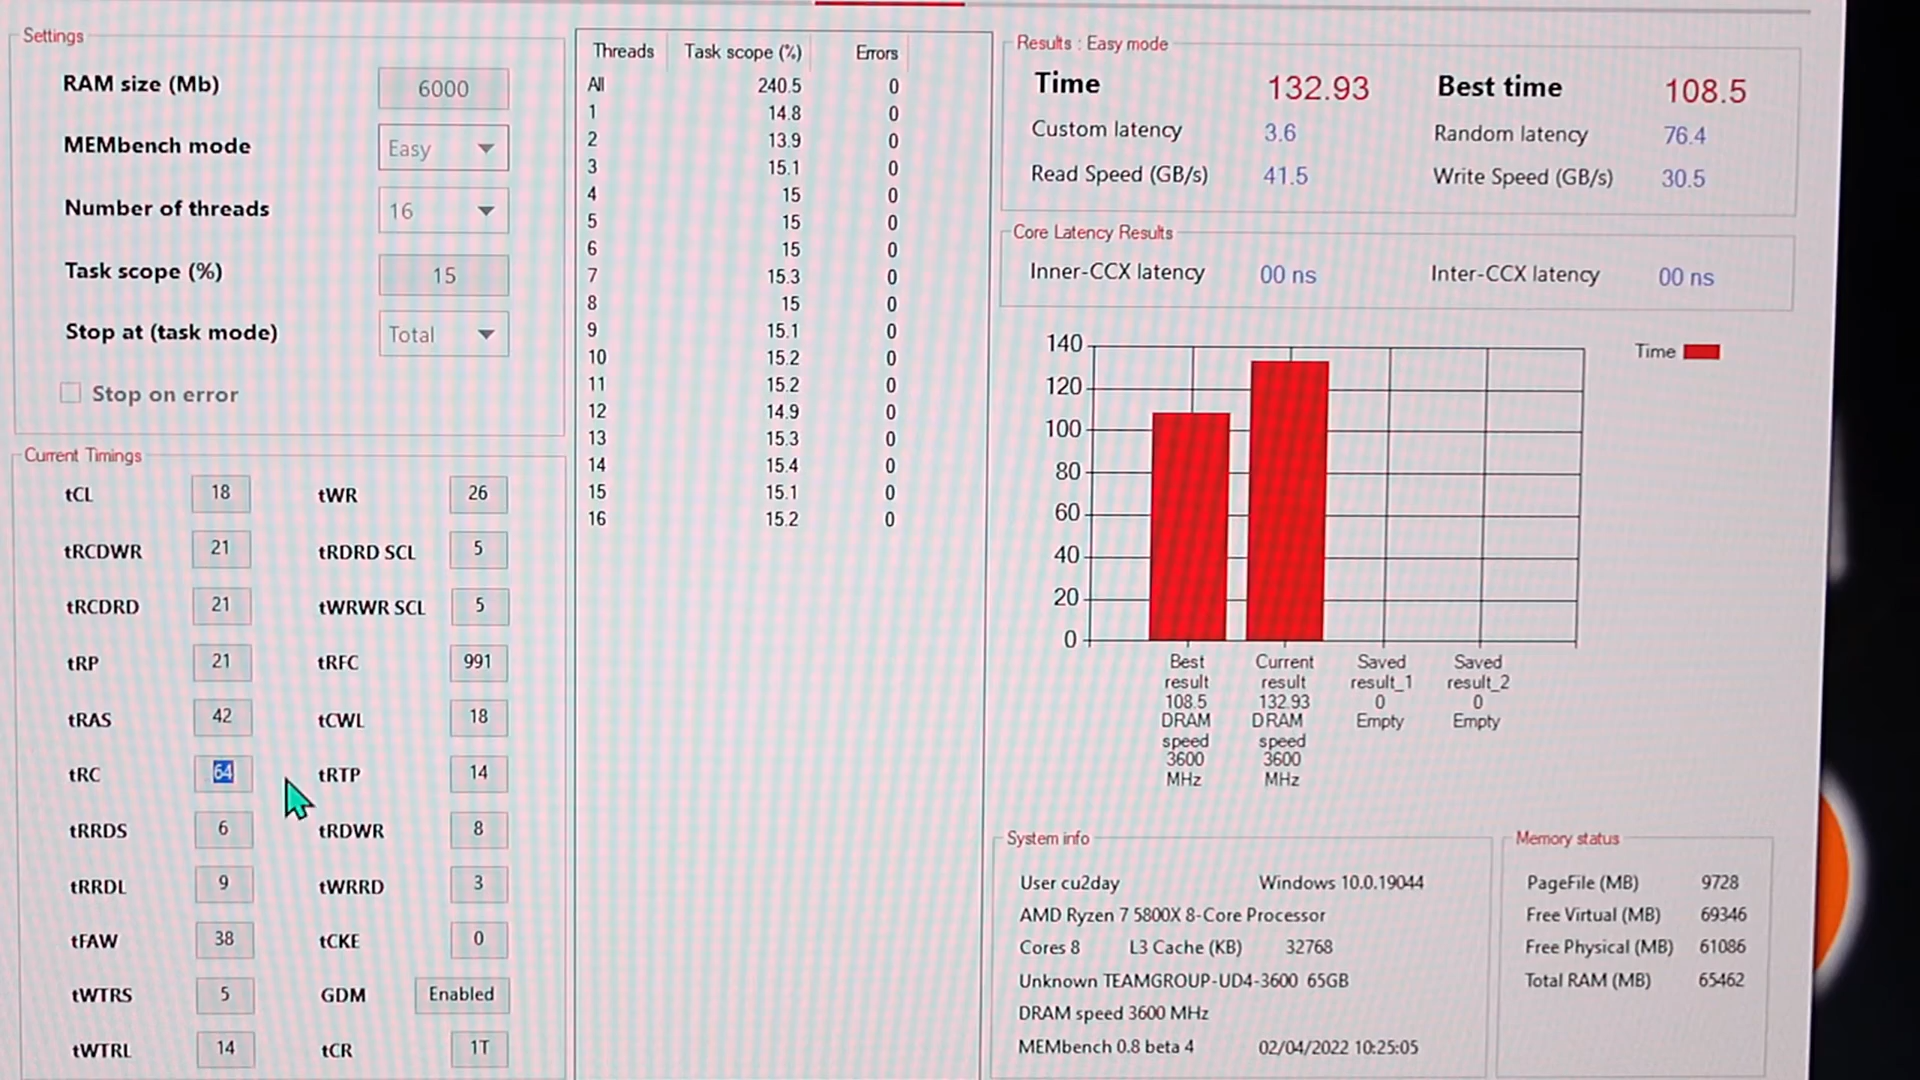 Settings
RAM size (Mb) 6000
MEMbench mode Easy
Number of threads 16
Task scope (%) 15
Stop at (task mode) Total
Stop on error
Current Timings
tCL 18 tWR 26
tRCDWR 21 tRDRD SCL 5
tRCDRD 21 tWRWR SCL 5
tRP 21 tRFC 991
tRAS 42 tCWL 18
tRC 64 tRTP 14
tRRDS 6 tRDWR 8
tRRDL 9 tWRRD 3
tFAW 38 tCKE 0
tWTRS 5 GDM Enabled
tWTRL 14 tCR 1T
Threads Task scope (%) Errors
All 240.5 0
1 14.8 0
2 13.9 0
3 15.1 0
4 15 0
5 15 0
6 15 0
7 15.3 0
8 15 0
9 15.1 0
10 15.2 0
11 15.2 0
12 14.9 0
13 15.3 0
14 15.4 0
15 15.1 0
16 15.2 0
Results : Easy mode
Time 132.93 Best time 108.5
Custom latency 3.6 Random latency 76.4
Read Speed (GB/s) 41.5 Write Speed (GB/s) 30.5
Core Latency Results
Inner-CCX latency 00 ns Inter-CCX latency 00 ns
140
120
100
80
60
40
20
0
Time
Best result 108.5 DRAM speed 3600 MHz
Current result 132.93 DRAM speed 3600 MHz
Saved result_1 0 Empty
Saved result_2 0 Empty
System info
User cu2day Windows 10.0.19044
AMD Ryzen 7 5800X 8-Core Processor
Cores 8 L3 Cache (KB) 32768
Unknown TEAMGROUP-UD4-3600 65GB
DRAM speed 3600 MHz
MEMbench 0.8 beta 4 02/04/2022 10:25:05
Memory status
PageFile (MB) 9728
Free Virtual (MB) 69346
Free Physical (MB) 61086
Total RAM (MB) 65462